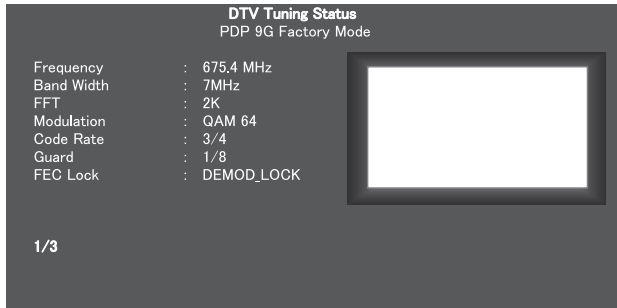 DTV Tuning Status
PDP 9G Factory Mode
Frequency : 675.4 MHz
Band Width : 7MHz
FFT : 2K
Modulation : QAM 64
Code Rate : 3/4
Guard : 1/8
FEC Lock : DEMOD_LOCK
1/3